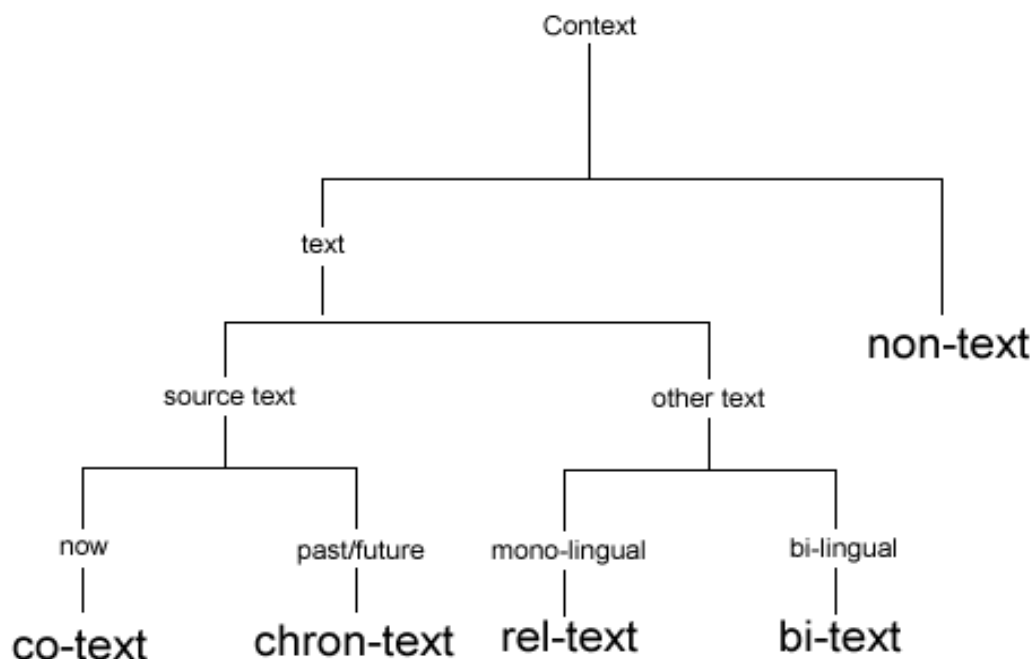 Context
text
non-text
source text
other text
now
past/future
mono-lingual
bi-lingual
co-text
chron-text
rel-text
bi-text